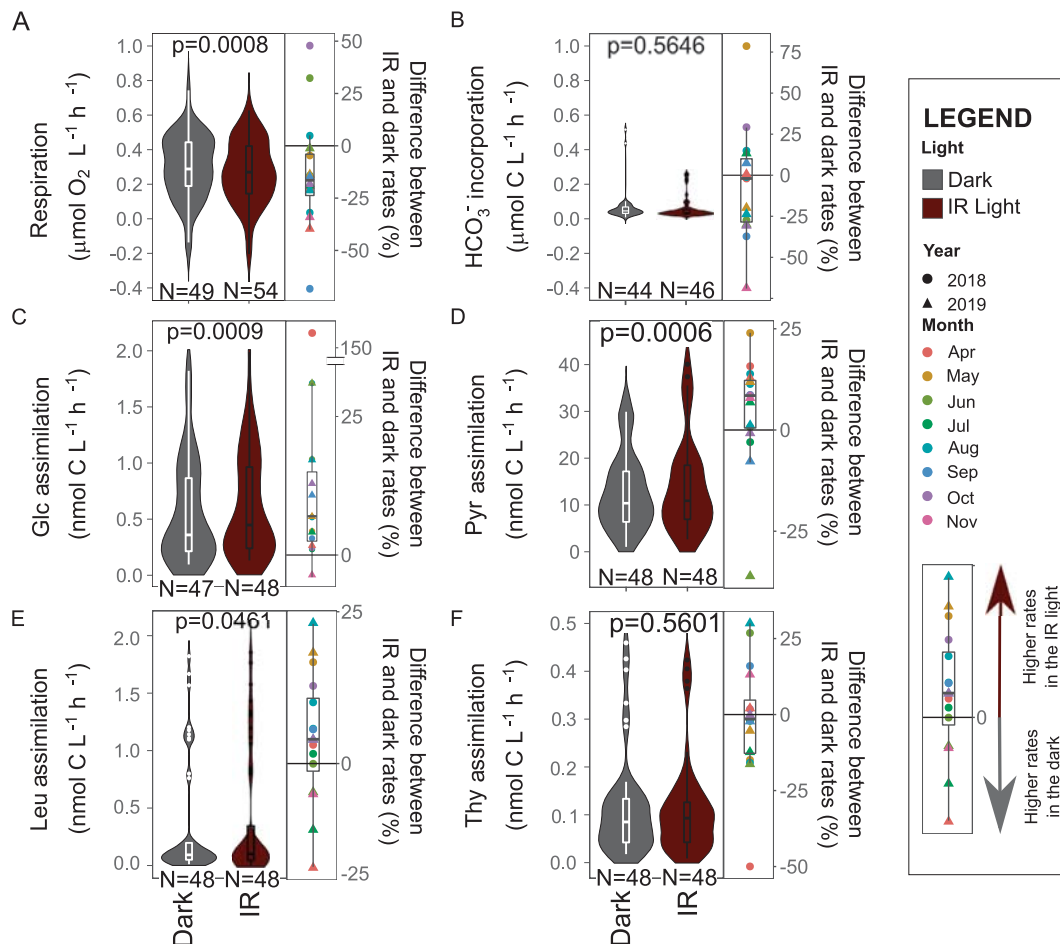 A
p=0.0008
1.0
0.8
0.6
0.4
0.2
0.0
-0.2
-0.4
Respiration
(μmol O2 L-1 h-1)
N=49 N=54
50
25
0
-25
-50
Difference between
IR and dark rates (%)
B
p=0.5646
1.0
0.8
0.6
0.4
0.2
0.0
-0.2
-0.4
HCO3- incorporation
(μmol C L-1 h-1)
N=44 N=46
75
50
25
0
-25
-50
Difference between
IR and dark rates (%)
C
p=0.0009
2.0
1.5
1.0
0.5
0.0
Glc assimilation
(nmol C L-1 h-1)
N=47 N=48
150
25
0
Difference between
IR and dark rates (%)
D
p=0.0006
40
30
20
10
0
Pyr assimilation
(nmol C L-1 h-1)
N=48 N=48
25
0
-25
Difference between
IR and dark rates (%)
E
p=0.0461
2.0
1.5
1.0
0.5
0.0
Leu assimilation
(nmol C L-1 h-1)
N=48 N=48
Dark
IR
25
0
-25
Difference between
IR and dark rates (%)
F
p=0.5601
0.5
0.4
0.3
0.2
0.1
0.0
Thy assimilation
(nmol C L-1 h-1)
N=48 N=48
Dark
IR
25
0
-25
-50
Difference between
IR and dark rates (%)
LEGEND
Light
Dark
IR Light
Year
2018
2019
Month
Apr
May
Jun
Jul
Aug
Sep
Oct
Nov
0
Higher rates
in the IR light
Higher rates
in the dark